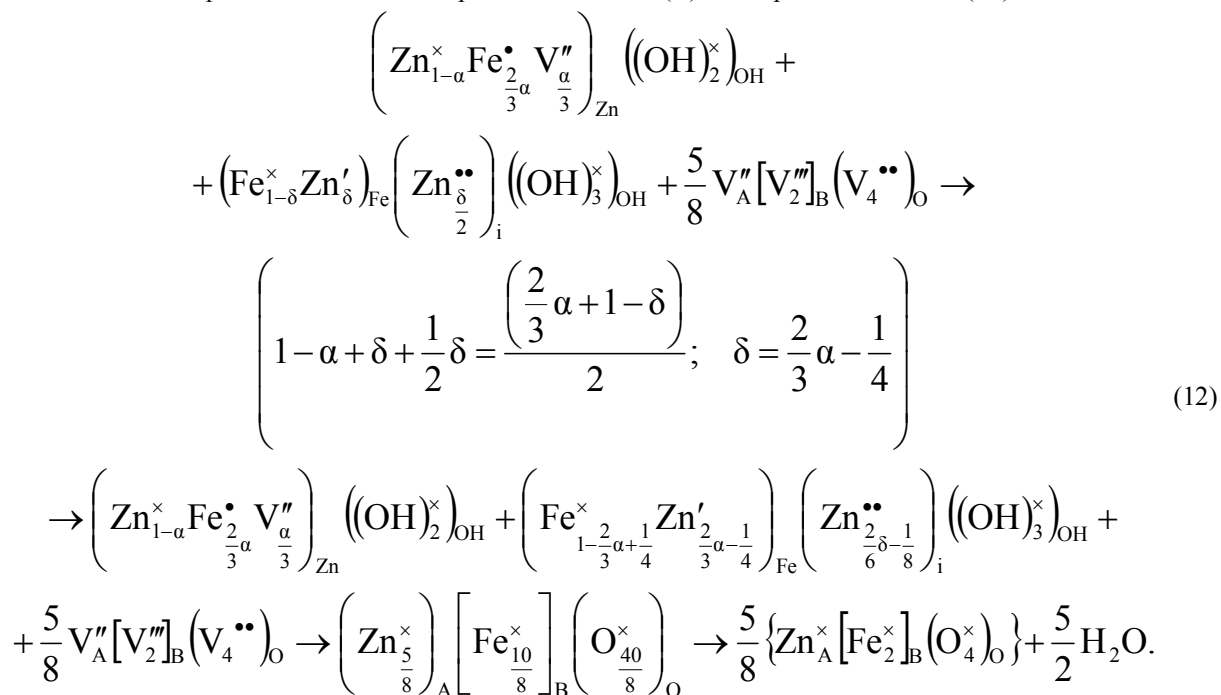 (Zn^×_{1−α} Fe^•_{2/3 α} V″_{α/3})_Zn ((OH)^×_2)_OH +
+ (Fe^×_{1−δ} Zn′_δ)_Fe (Zn^••_{δ/2})_i ((OH)^×_3)_OH + 5/8 V″_A [V‴_2]_B (V_4^••)_O →
(1 − α + δ + 1/2 δ = (2/3 α + 1 − δ)/2; δ = 2/3 α − 1/4)
(12)
→ (Zn^×_{1−α} Fe^•_{2/3 α} V″_{α/3})_Zn ((OH)^×_2)_OH + (Fe^×_{1−2/3 α+1/4} Zn′_{2/3 α−1/4})_Fe (Zn^••_{2/6 δ−1/8})_i ((OH)^×_3)_OH +
+ 5/8 V″_A [V‴_2]_B (V_4^••)_O → (Zn^×_{5/8})_A [Fe^×_{10/8}]_B (O^×_{40/8})_O → 5/8 {Zn^×_A [Fe^×_2]_B (O^×_4)_O} + 5/2 H_2O.